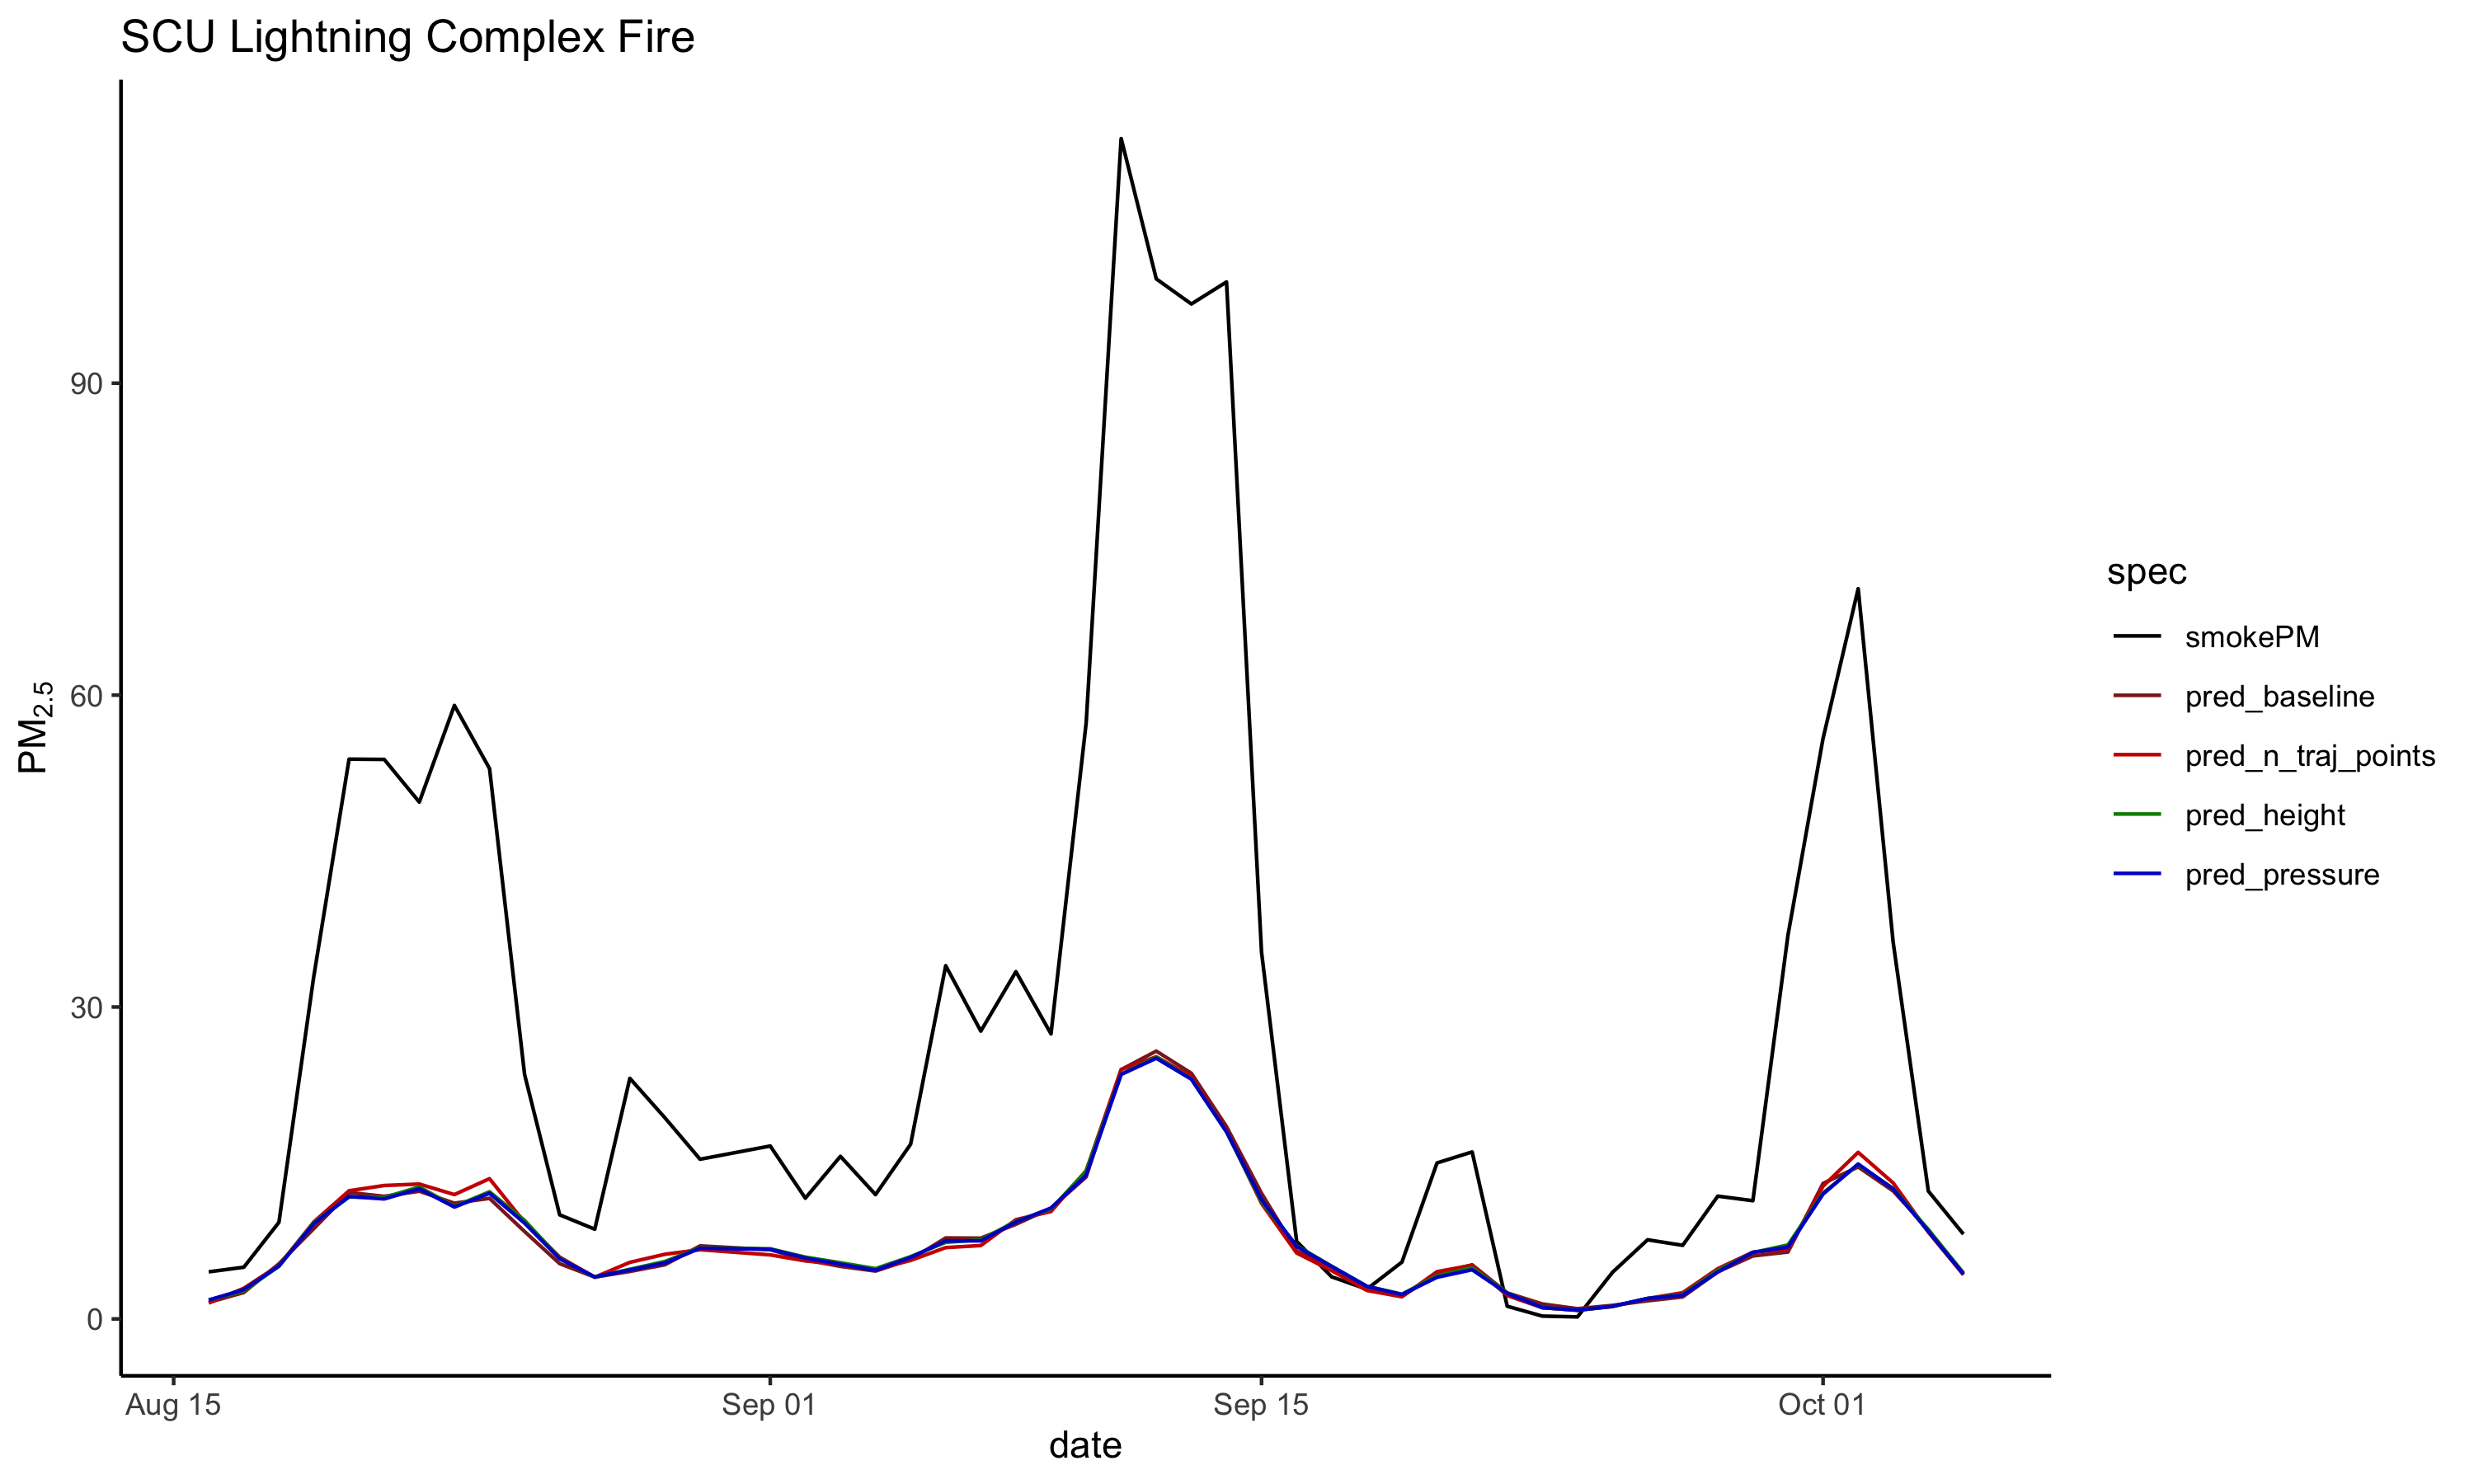 SCU Lightning Complex Fire
PM2.5
90
60
30
0
Aug 15
Sep 01
Sep 15
Oct 01
date
spec
smokePM
pred_baseline
pred_n_traj_points
pred_height
pred_pressure